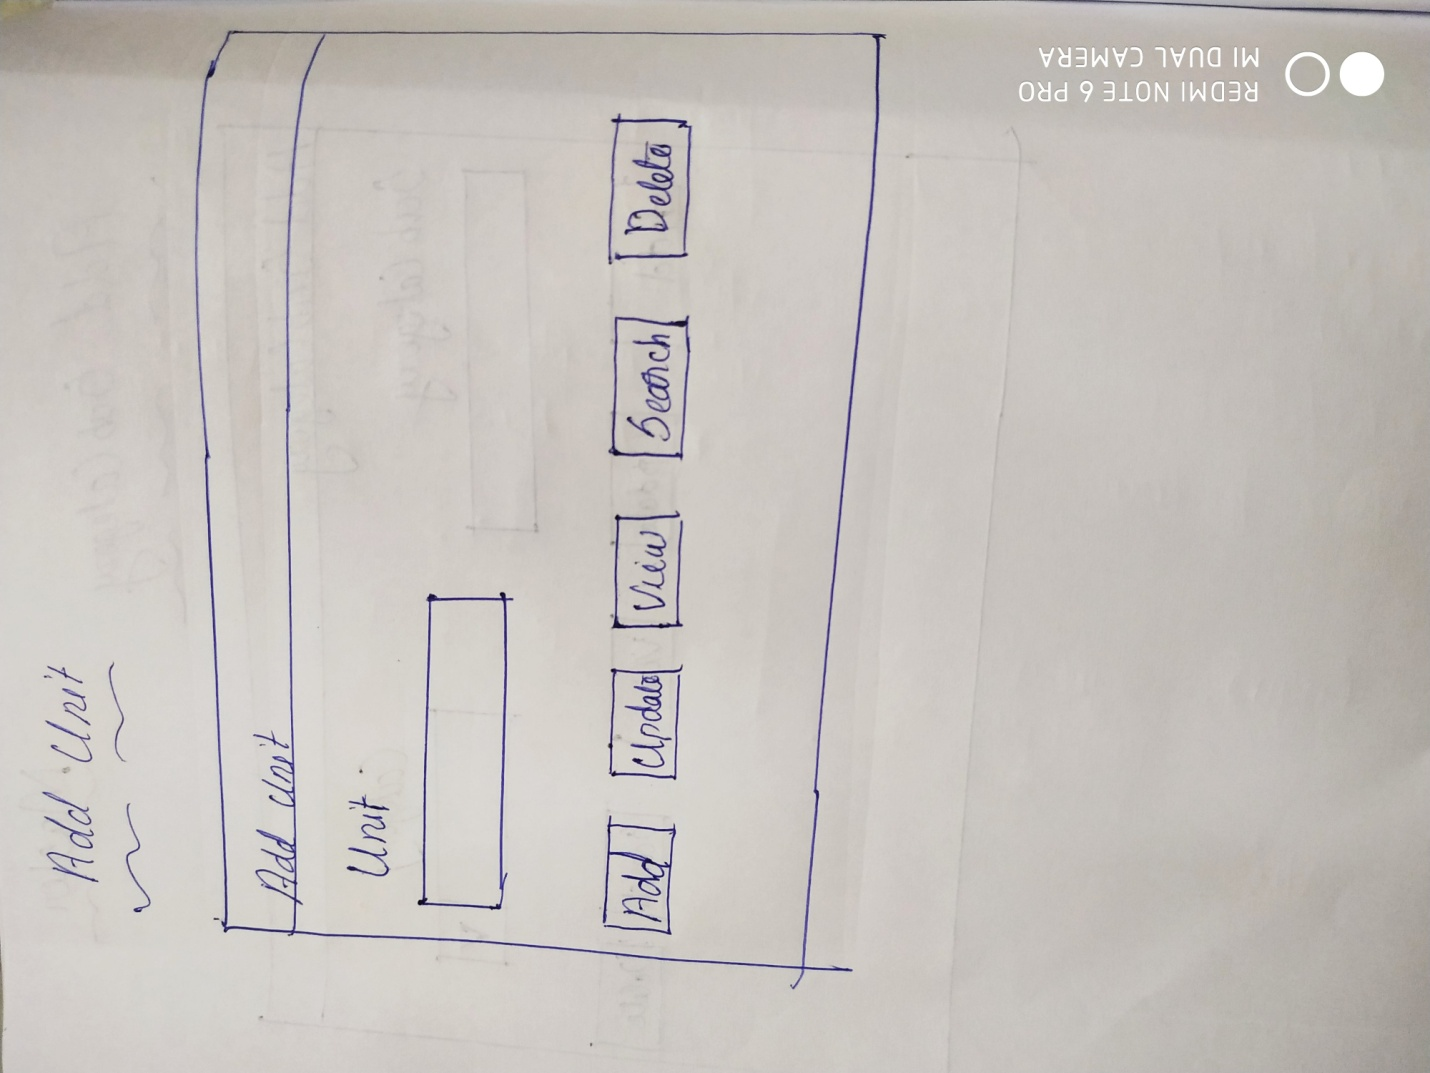 Add Unit
Add Unit
Unit
Add Update View Search Delete
REDMI NOTE 6 PRO
MI DUAL CAMERA